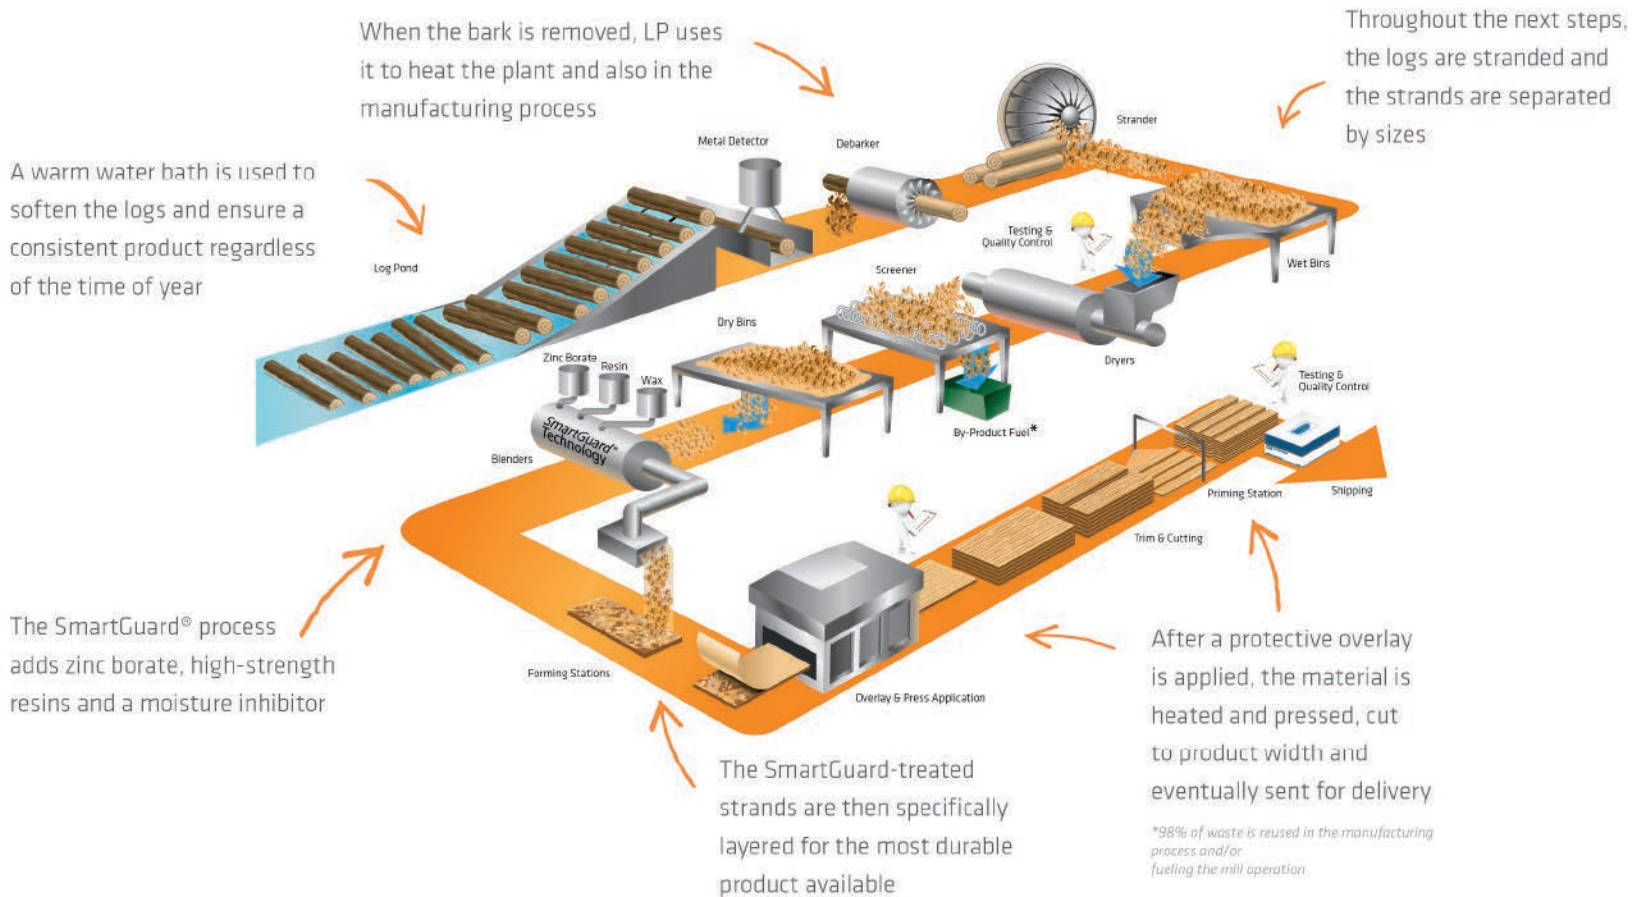 When the bark is removed, LP uses
it to heat the plant and also in the
manufacturing process
Throughout the next steps,
the logs are stranded and
the strands are separated
by sizes
A warm water bath is used to
soften the logs and ensure a
consistent product regardless
of the time of year
Log Pond
Metal Detector
Debarker
Strander
Wet Bins
Testing &
Quality Control
Dryers
Screener
By-Product Fuel*
Dry Bins
Zinc Borate
Resin
Wax
SmartGuard®
Technology
Blenders
The SmartGuard® process
adds zinc borate, high-strength
resins and a moisture inhibitor
Forming Stations
The SmartGuard-treated
strands are then specifically
layered for the most durable
product available
Overlay & Press Application
Trim & Cutting
Priming Station
Testing &
Quality Control
Shipping
After a protective overlay
is applied, the material is
heated and pressed, cut
to product width and
eventually sent for delivery
*98% of waste is reused in the manufacturing
process and/or
fueling the mill operation